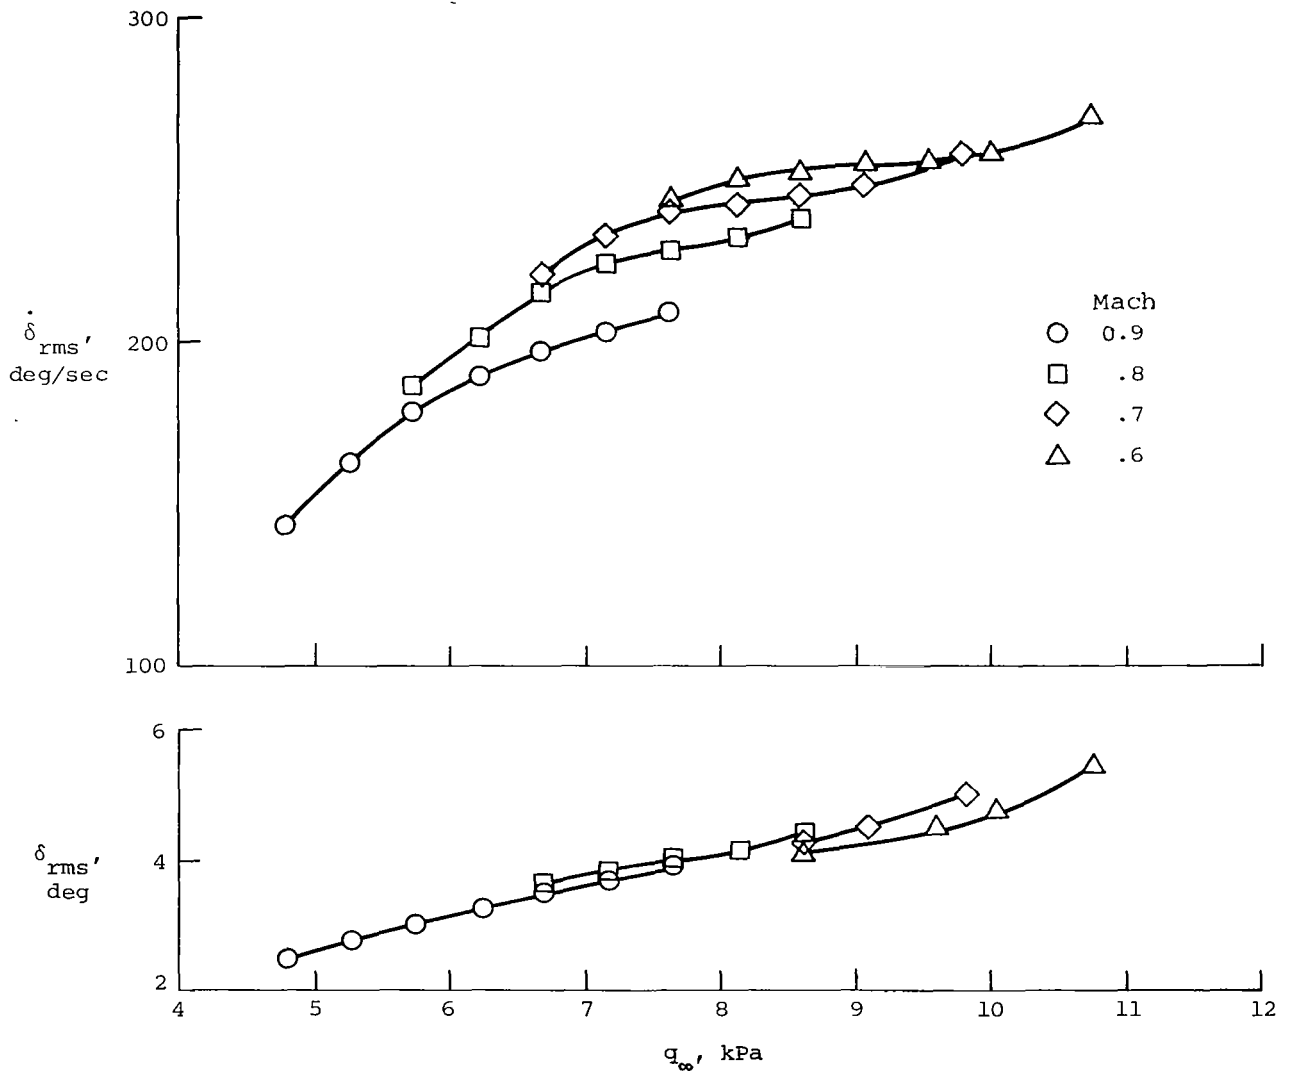 300
200
100
δ̇rms,
deg/sec
Mach
0.9
.8
.7
.6
6
4
2
δrms,
deg
4 5 6 7 8 9 10 11 12
q∞, kPa